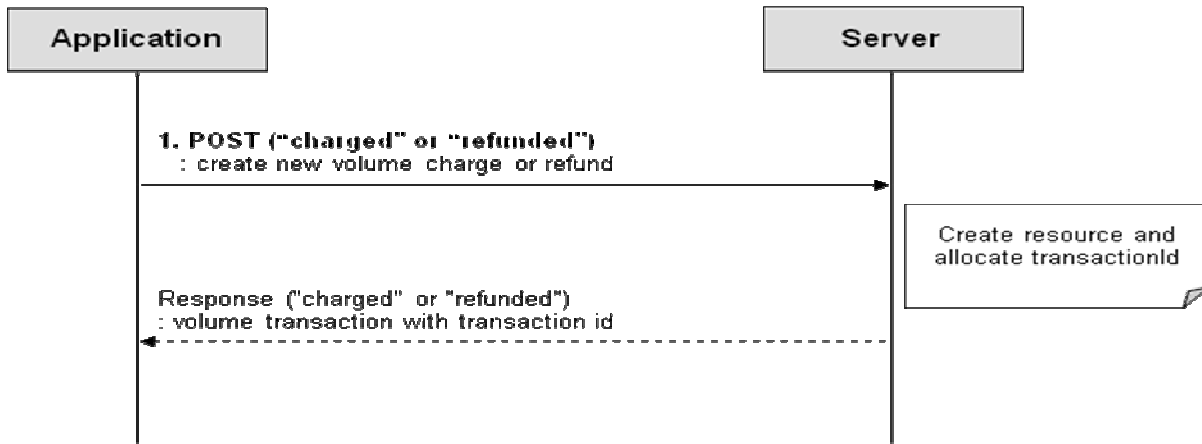 Application
Server
1. POST (“charged” or “refunded”)
: create new volume charge or refund
Create resource and
allocate transactionId
Response ("charged" or "refunded")
: volume transaction with transaction id